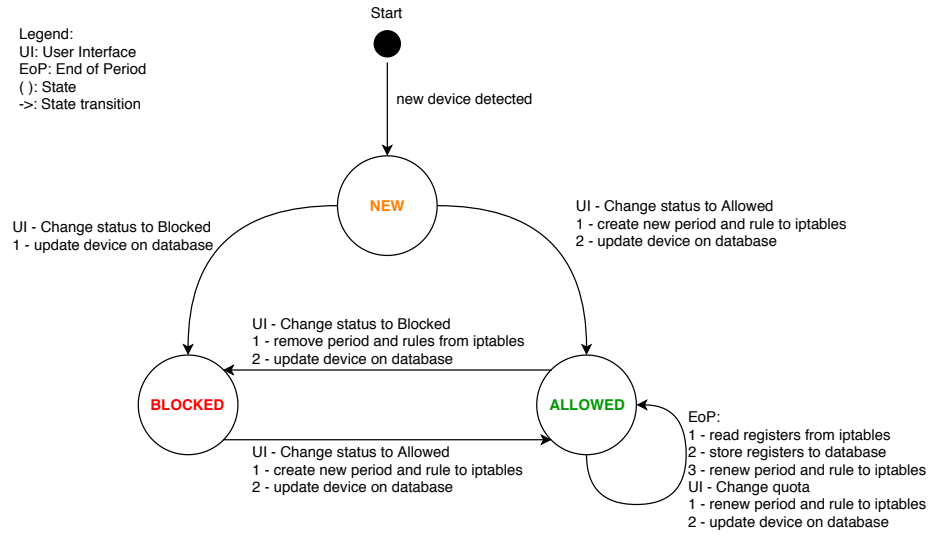 Start
Legend:
UI: User Interface
EoP: End of Period
( ): State
->: State transition
new device detected
NEW
UI - Change status to Blocked
1 - update device on database
UI - Change status to Allowed
1 - create new period and rule to iptables
2 - update device on database
UI - Change status to Blocked
1 - remove period and rules from iptables
2 - update device on database
BLOCKED
ALLOWED
UI - Change status to Allowed
1 - create new period and rule to iptables
2 - update device on database
EoP:
1 - read registers from iptables
2 - store registers to database
3 - renew period and rule to iptables
UI - Change quota
1 - renew period and rule to iptables
2 - update device on database